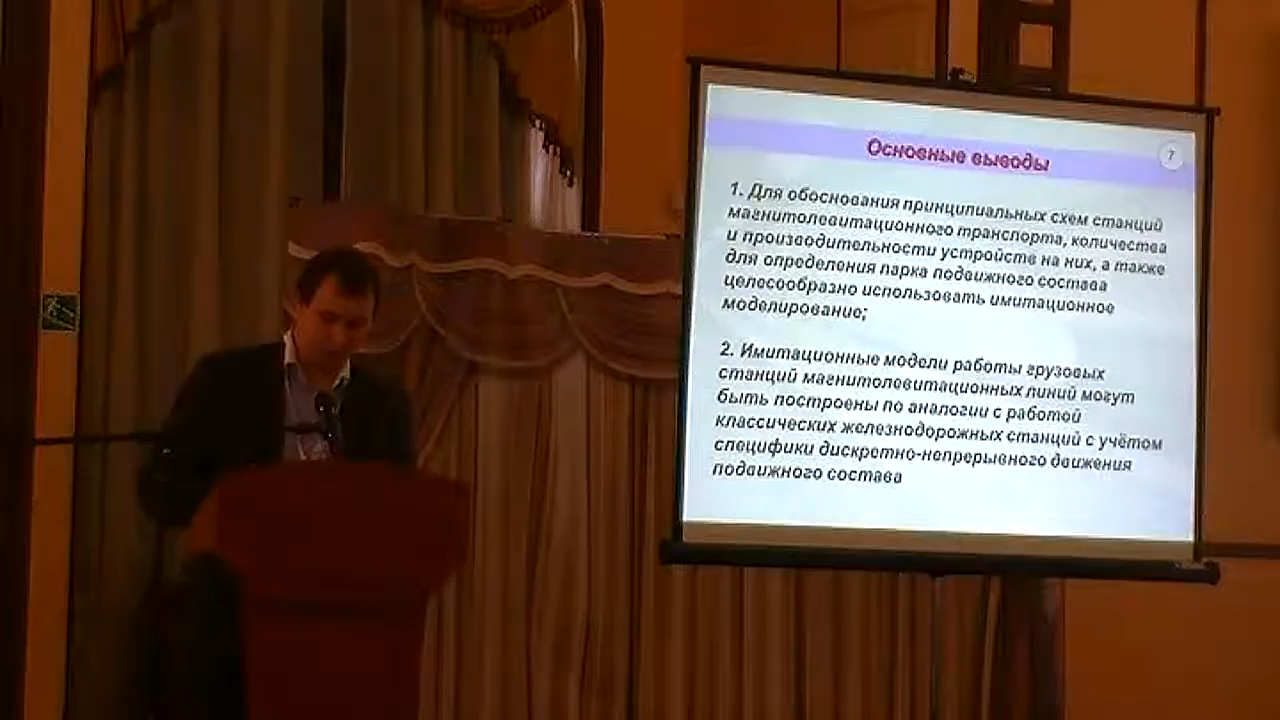 Основные выводы
7
1. Для обоснования принципиальных схем станций
магнитолевитационного транспорта, количества
и производительности устройств на них, а также
для определения парка подвижного состава
целесообразно использовать имитационное
моделирование;
2. Имитационные модели работы грузовых
станций магнитолевитационных линий могут
быть построены по аналогии с работой
классических железнодорожных станций с учётом
специфики дискретно-непрерывного движения
подвижного состава